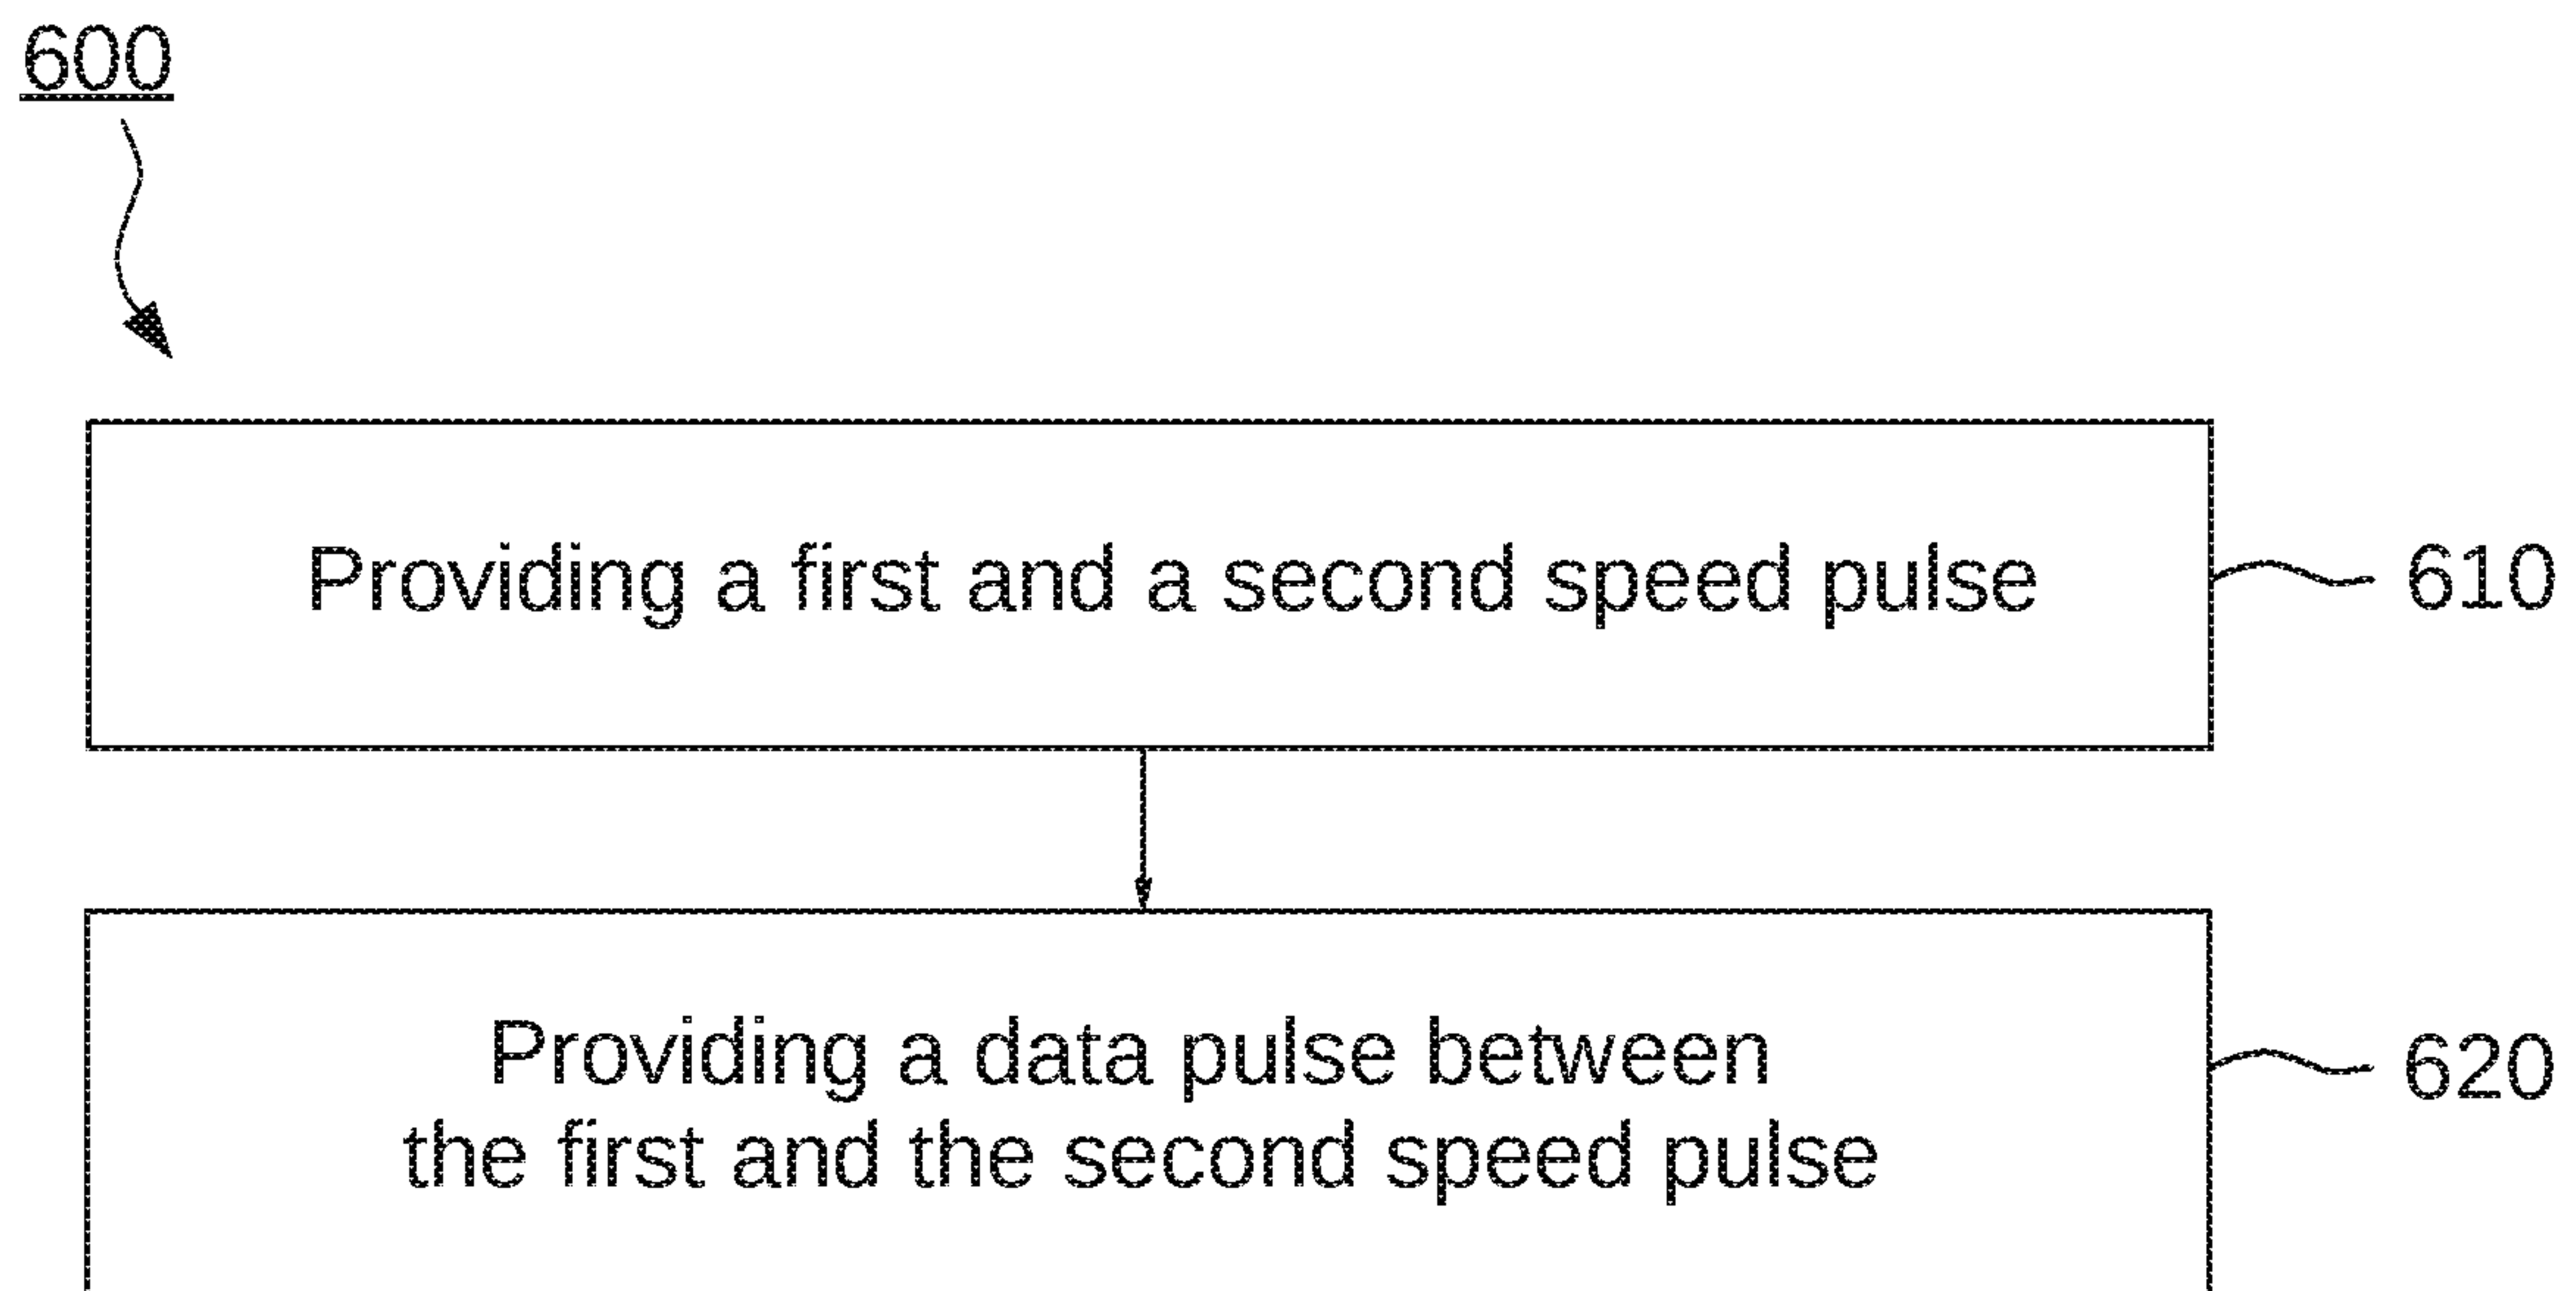 600
Providing a first and a second speed pulse
610
Providing a data pulse between
the first and the second speed pulse
620